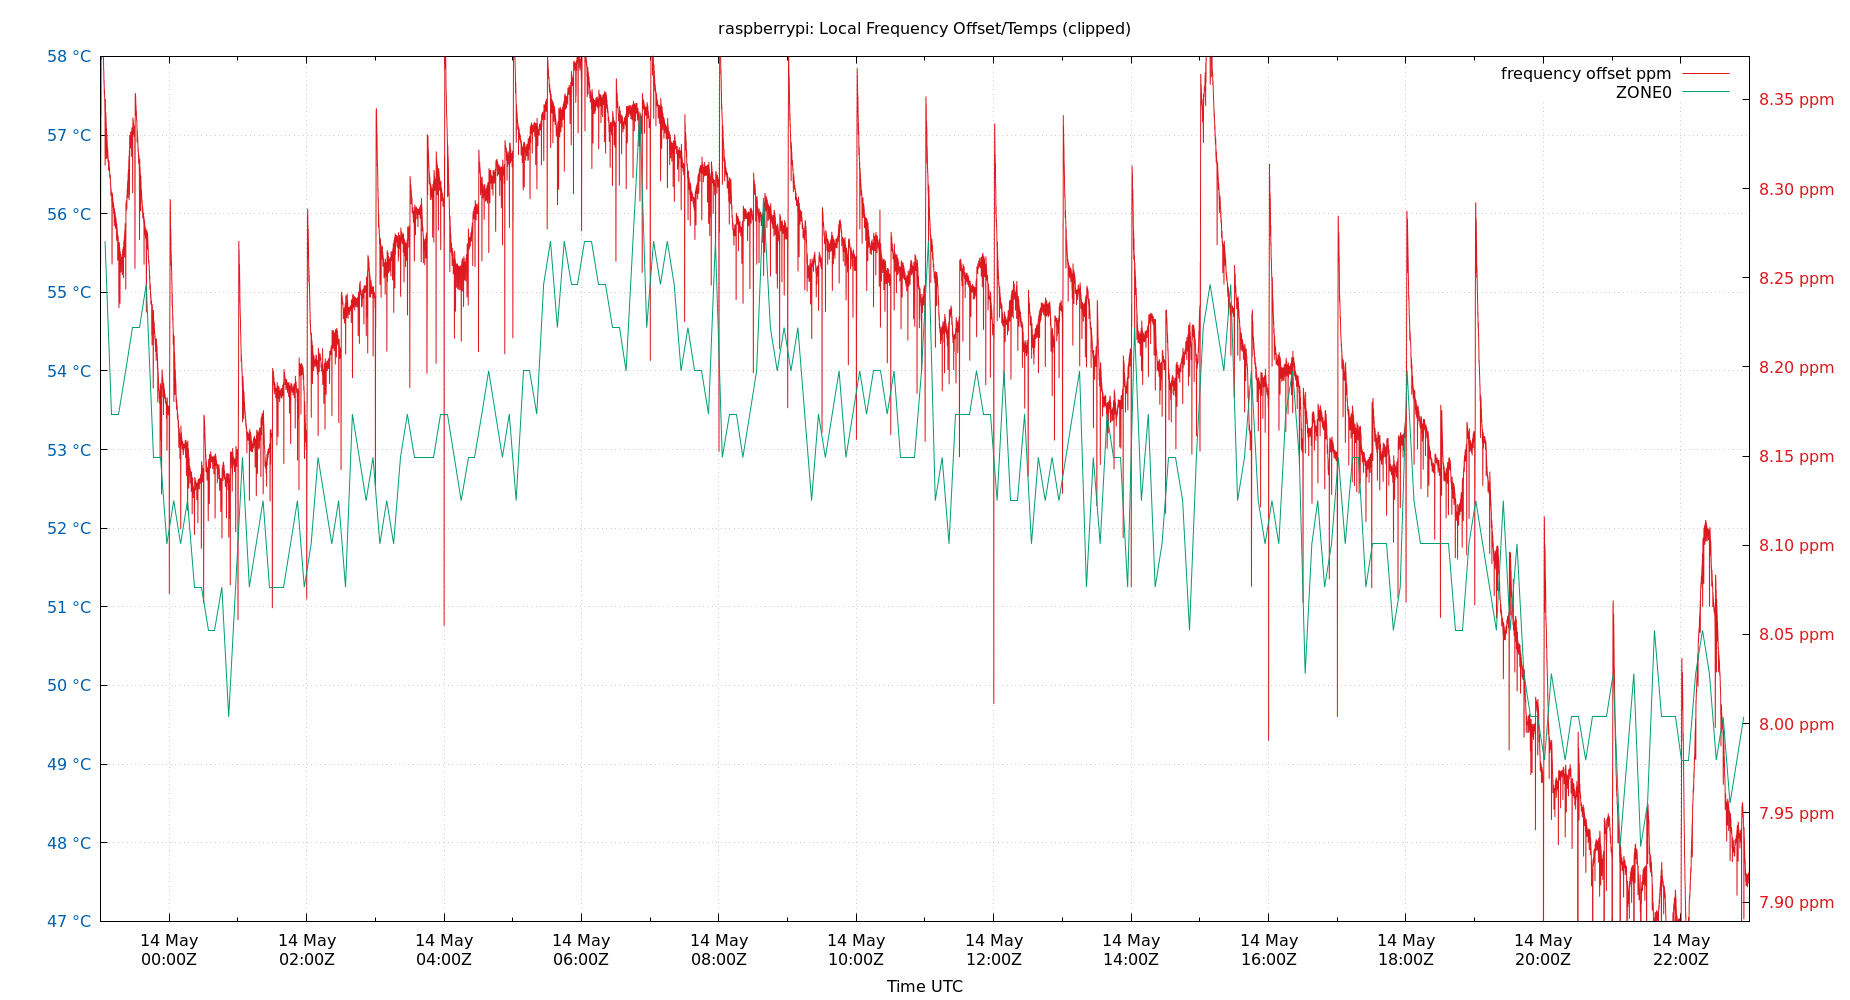 raspberrypi: Local Frequency Offset/Temps (clipped)
58 °C
57 °C
56 °C
55 °C
54 °C
53 °C
52 °C
51 °C
50 °C
49 °C
48 °C
47 °C
frequency offset ppm
ZONE0
8.35 ppm
8.30 ppm
8.25 ppm
8.20 ppm
8.15 ppm
8.10 ppm
8.05 ppm
8.00 ppm
7.95 ppm
7.90 ppm
14 May 14 May 14 May 14 May 14 May 14 May 14 May 14 May 14 May 14 May 14 May 14 May
00:00Z 02:00Z 04:00Z 06:00Z 08:00Z 10:00Z 12:00Z 14:00Z 16:00Z 18:00Z 20:00Z 22:00Z
Time UTC